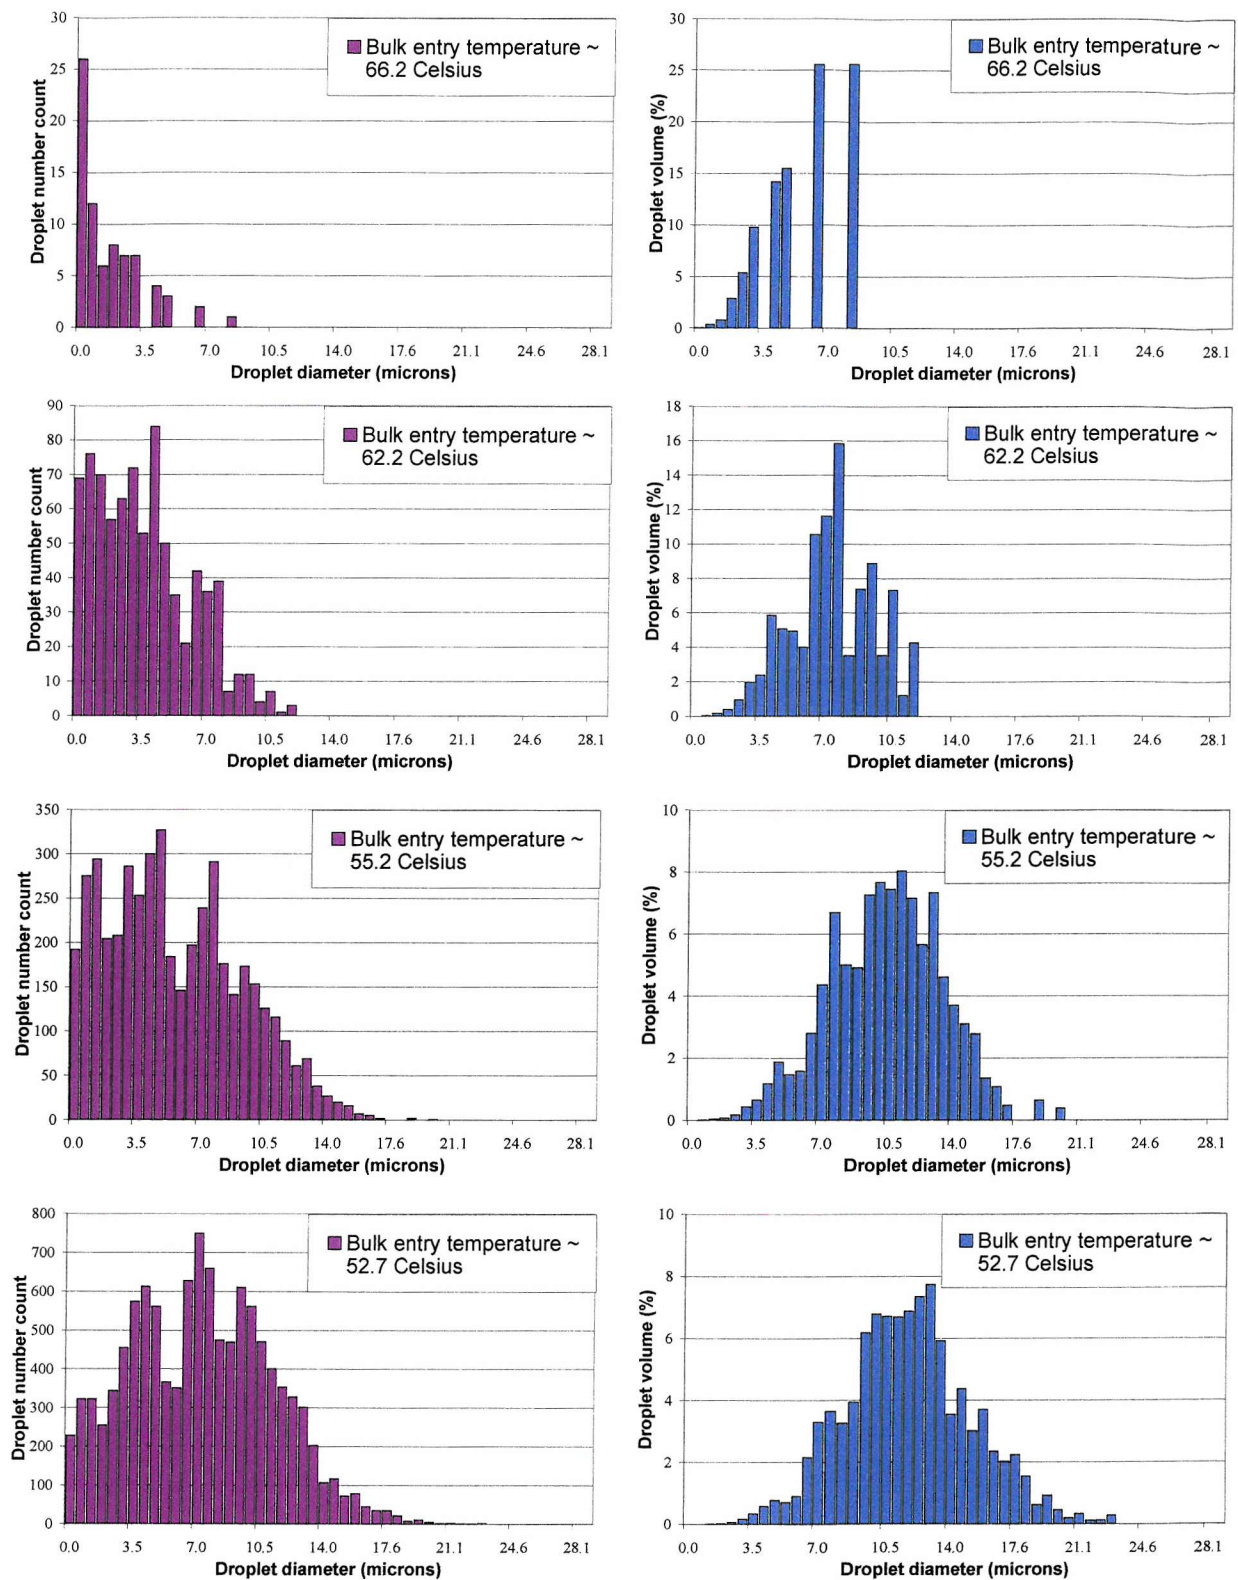 30
25
20
15
10
5
0
Droplet number count
Bulk entry temperature ~
66.2 Celsius
0.0 3.5 7.0 10.5 14.0 17.6 21.1 24.6 28.1
Droplet diameter (microns)
30
25
20
15
10
5
0
Droplet volume (%)
Bulk entry temperature ~
66.2 Celsius
0.0 3.5 7.0 10.5 14.0 17.6 21.1 24.6 28.1
Droplet diameter (microns)
90
80
70
60
50
40
30
20
10
0
Droplet number count
Bulk entry temperature ~
62.2 Celsius
0.0 3.5 7.0 10.5 14.0 17.6 21.1 24.6 28.1
Droplet diameter (microns)
18
16
14
12
10
8
6
4
2
0
Droplet volume (%)
Bulk entry temperature ~
62.2 Celsius
0.0 3.5 7.0 10.5 14.0 17.6 21.1 24.6 28.1
Droplet diameter (microns)
350
300
250
200
150
100
50
0
Droplet number count
Bulk entry temperature ~
55.2 Celsius
0.0 3.5 7.0 10.5 14.0 17.6 21.1 24.6 28.1
Droplet diameter (microns)
10
8
6
4
2
0
Droplet volume (%)
Bulk entry temperature ~
55.2 Celsius
0.0 3.5 7.0 10.5 14.0 17.6 21.1 24.6 28.1
Droplet diameter (microns)
800
700
600
500
400
300
200
100
0
Droplet number count
Bulk entry temperature ~
52.7 Celsius
0.0 3.5 7.0 10.5 14.0 17.6 21.1 24.6 28.1
Droplet diameter (microns)
10
8
6
4
2
0
Droplet volume (%)
Bulk entry temperature ~
52.7 Celsius
0.0 3.5 7.0 10.5 14.0 17.6 21.1 24.6 28.1
Droplet diameter (microns)